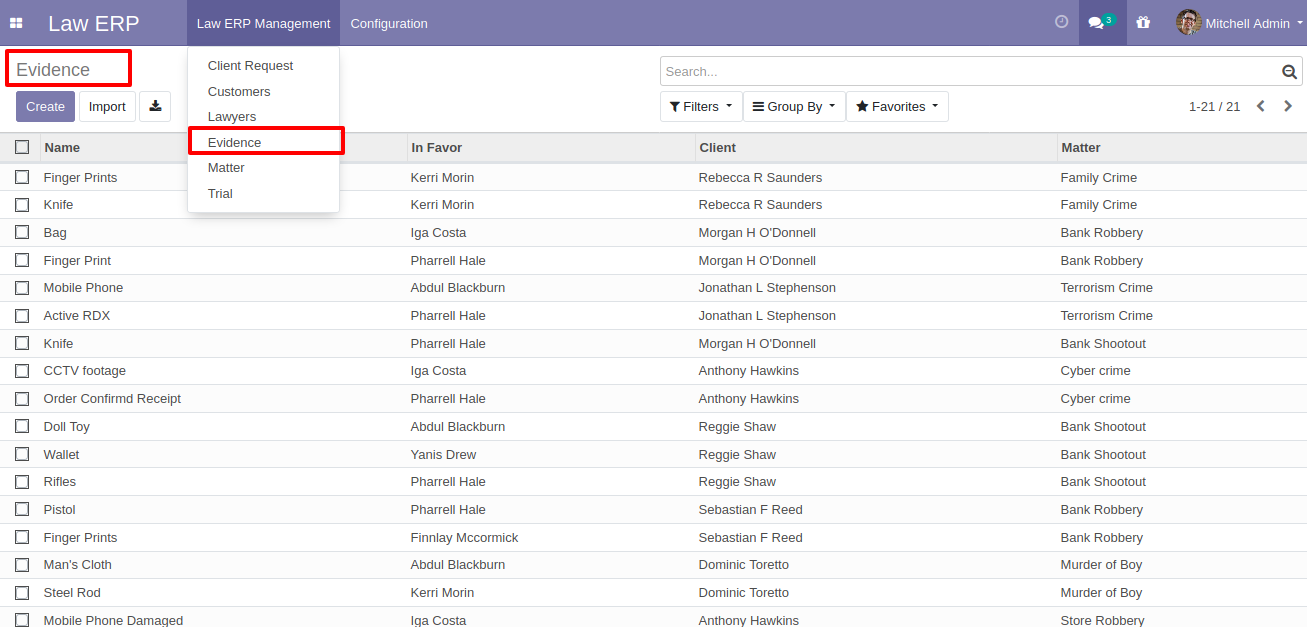 Law ERP Law ERP Management Configuration 3 Mitchell Admin
Evidence
Client Request
Customers
Lawyers
Evidence
Matter
Trial
Search...
Create Import Filters Group By Favorites 1-21 / 21
Name In Favor Client Matter
Finger Prints Kerri Morin Rebecca R Saunders Family Crime
Knife Kerri Morin Rebecca R Saunders Family Crime
Bag Iga Costa Morgan H O'Donnell Bank Robbery
Finger Print Pharrell Hale Morgan H O'Donnell Bank Robbery
Mobile Phone Abdul Blackburn Jonathan L Stephenson Terrorism Crime
Active RDX Pharrell Hale Jonathan L Stephenson Terrorism Crime
Knife Pharrell Hale Morgan H O'Donnell Bank Shootout
CCTV footage Iga Costa Anthony Hawkins Cyber crime
Order Confirmd Receipt Pharrell Hale Anthony Hawkins Cyber crime
Doll Toy Abdul Blackburn Reggie Shaw Bank Shootout
Wallet Yanis Drew Reggie Shaw Bank Shootout
Rifles Pharrell Hale Reggie Shaw Bank Shootout
Pistol Pharrell Hale Sebastian F Reed Bank Robbery
Finger Prints Finnlay Mccormick Sebastian F Reed Bank Robbery
Man's Cloth Abdul Blackburn Dominic Toretto Murder of Boy
Steel Rod Kerri Morin Dominic Toretto Murder of Boy
Mobile Phone Damaged Iga Costa Anthony Hawkins Store Robbery